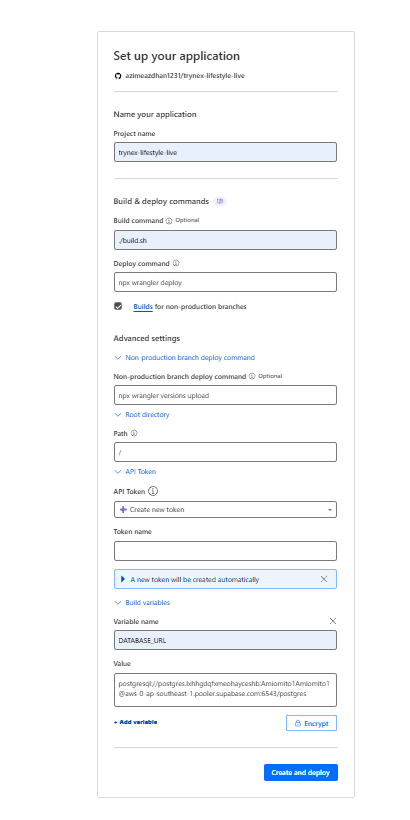 Set up your application
azimeazdhan1231/trynex-lifestyle-live
Name your application
Project name
trynex-lifestyle-live
Build & deploy commands
Build command Optional
./build.sh
Deploy command
npx wrangler deploy
Builds for non-production branches
Advanced settings
Non-production branch deploy command
Non-production branch deploy command Optional
npx wrangler versions upload
Root directory
Path
/
API Token
API Token
Create new token
Token name
A new token will be created automatically
Build variables
Variable name
DATABASE_URL
Value
postgresql://postgres.lxhhgdqfxmeohayceshb:Amiomito1Amiomito1
@aws-0-ap-southeast-1.pooler.supabase.com:6543/postgres
+ Add variable
Encrypt
Create and deploy